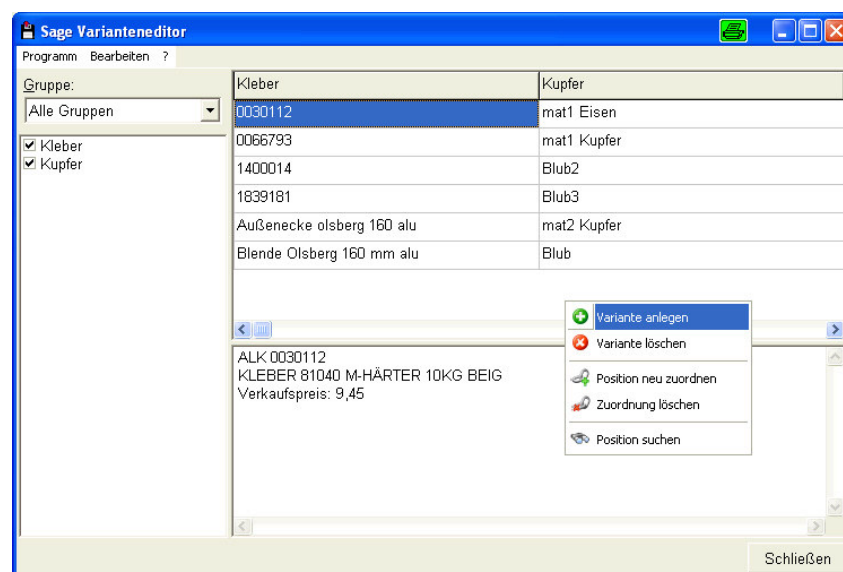 Sage Varianteneditor
Programm Bearbeiten ?
Gruppe:
Alle Gruppen
Kleber
Kupfer
Kleber Kupfer
0030112 mat1 Eisen
0066793 mat1 Kupfer
1400014 Blub2
1839181 Blub3
Außenecke olsberg 160 alu mat2 Kupfer
Blende Olsberg 160 mm alu Blub
Variante anlegen
Variante löschen
Position neu zuordnen
Zuordnung löschen
Position suchen
ALK 0030112
KLEBER 81040 M-HÄRTER 10KG BEIG
Verkaufspreis: 9,45
Schließen